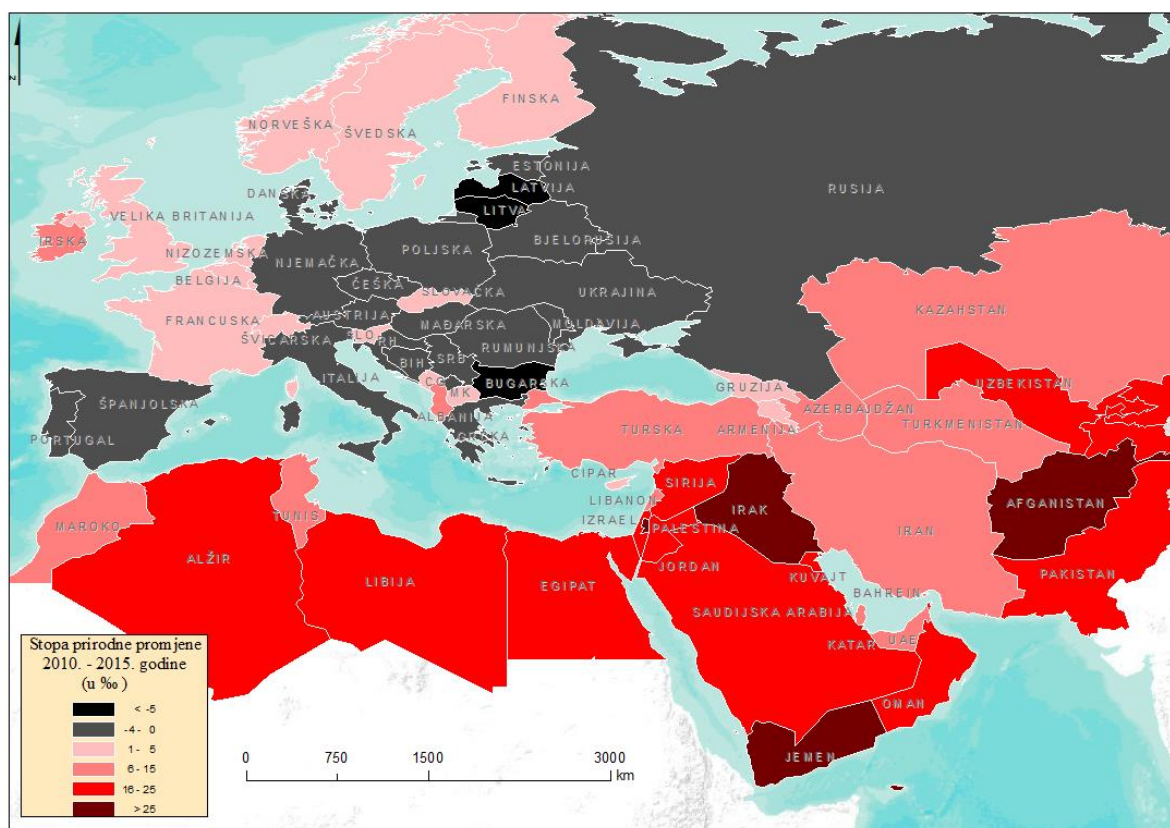 FINSKA
NORVEŠKA
ŠVEDSKA
ESTONIJA
RUSIJA
DANSKA
LATVIJA
LITVA
VELIKA BRITANIJA
IRSKA
BJELORUSIJA
NIZOZEMSKA
POLJSKA
NJEMAČKA
BELGIJA
ČEŠKA
UKRAJINA
SLOVAČKA
KAZAHSTAN
AUSTRIJA
FRANCUSKA
MAĐARSKA
MOLDAVIJA
ŠVICARSKA
SLO
RH
RUMUNJSKA
BIH
SRB
ITALIJA
CG
BUGARSKA
UZBEKISTAN
GRUZIJA
MK
ŠPANJOLSKA
ALBANIJA
AZERBAJDŽAN
TURKMENISTAN
TURSKA
ARMENIJA
GRČKA
PORTUGAL
CIPAR
SIRIJA
LIBANON
AFGANISTAN
IRAK
TUNIS
MAROKO
IZRAEL
PALESTINA
IRAN
ALŽIR
JORDAN
PAKISTAN
LIBIJA
EGIPAT
KUVAJT
BAHREIN
SAUDIJSKA ARABIJA
KATAR
UAE
OMAN
JEMEN
N
Stopa prirodne promjene
2010. - 2015. godine
(u ‰ )
< -5
-4 - 0
1 - 5
6 - 15
16 - 25
> 25
0 750 1500 3000
km